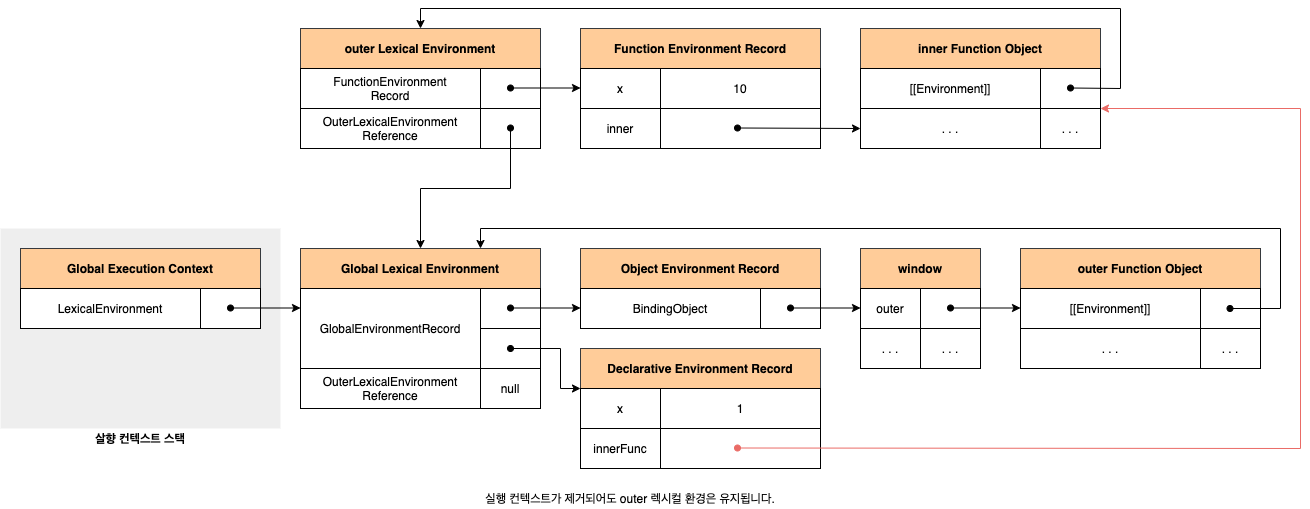 outer Lexical Environment
FunctionEnvironment
Record
OuterLexicalEnvironment
Reference
Function Environment Record
x
10
inner
inner Function Object
[[Environment]]
. . .
. . .
Global Execution Context
LexicalEnvironment
살향 컨텍스트 스택
Global Lexical Environment
GlobalEnvironmentRecord
OuterLexicalEnvironment
Reference
null
Object Environment Record
BindingObject
window
outer
. . .
. . .
outer Function Object
[[Environment]]
. . .
. . .
Declarative Environment Record
x
1
innerFunc
실행 컨텍스트가 제거되어도 outer 렉시컬 환경은 유지됩니다.